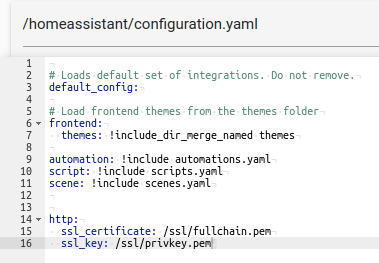 /homeassistant/configuration.yaml
1
2 # Loads default set of integrations. Do not remove.
3 default_config:
4
5 # Load frontend themes from the themes folder
6 frontend:
7   themes: !include_dir_merge_named themes
8
9 automation: !include automations.yaml
10 script: !include scripts.yaml
11 scene: !include scenes.yaml
12
13
14 http:
15   ssl_certificate: /ssl/fullchain.pem
16   ssl_key: /ssl/privkey.pem